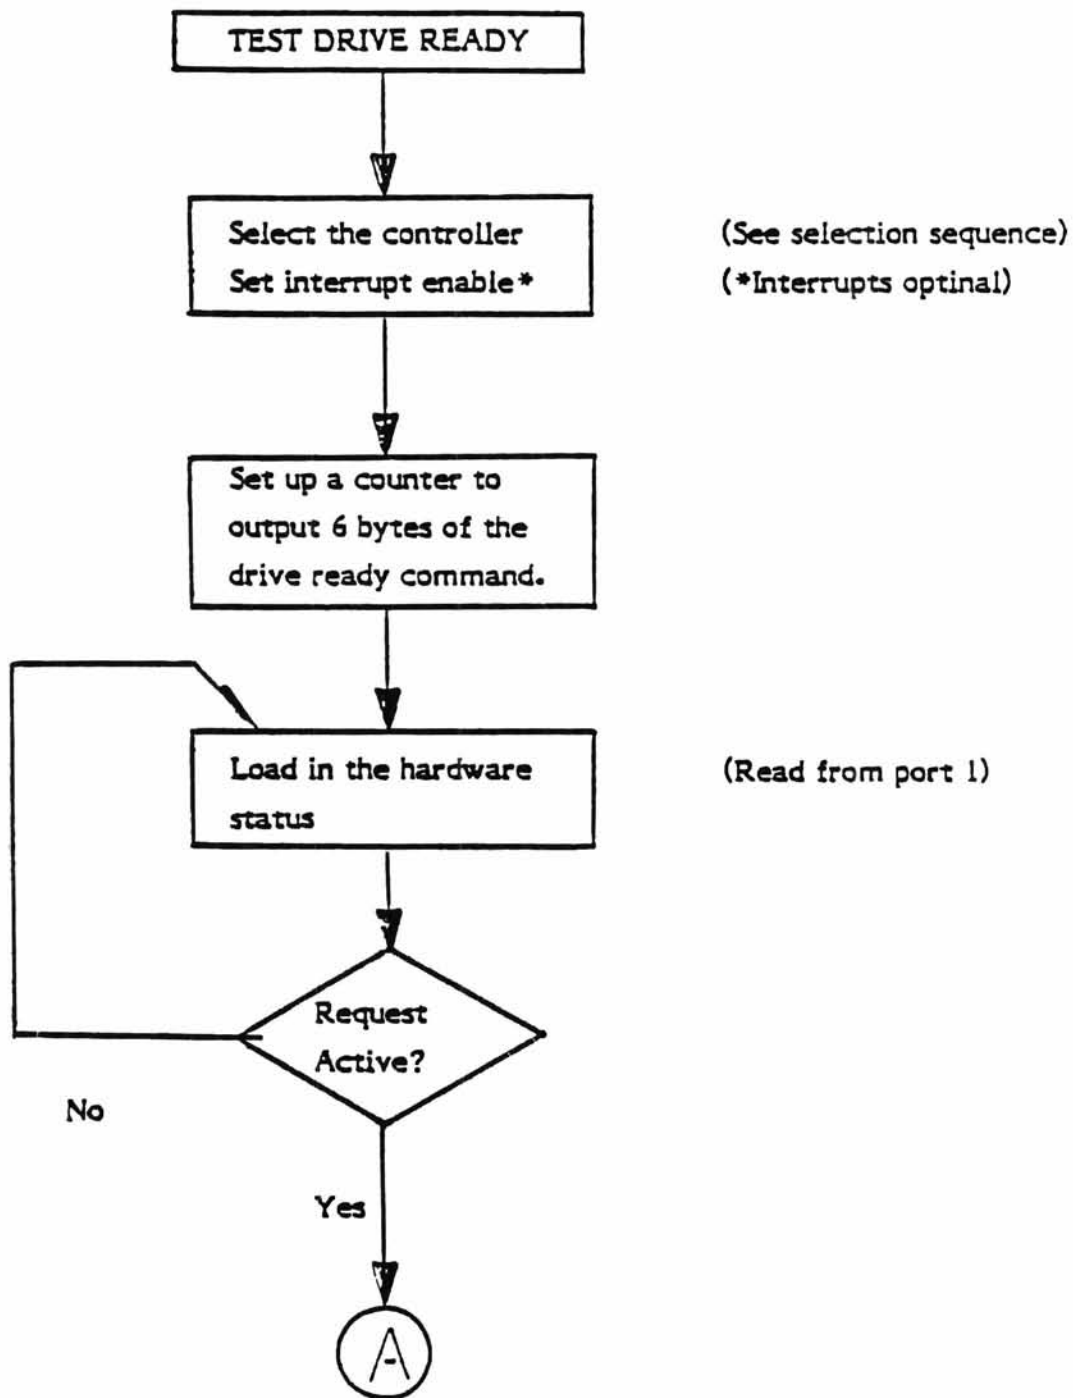 TEST DRIVE READY
Select the controller
Set interrupt enable*
(See selection sequence)
(*Interrupts optinal)
Set up a counter to
output 6 bytes of the
drive ready command.
Load in the hardware
status
(Read from port 1)
Request
Active?
No
Yes
A